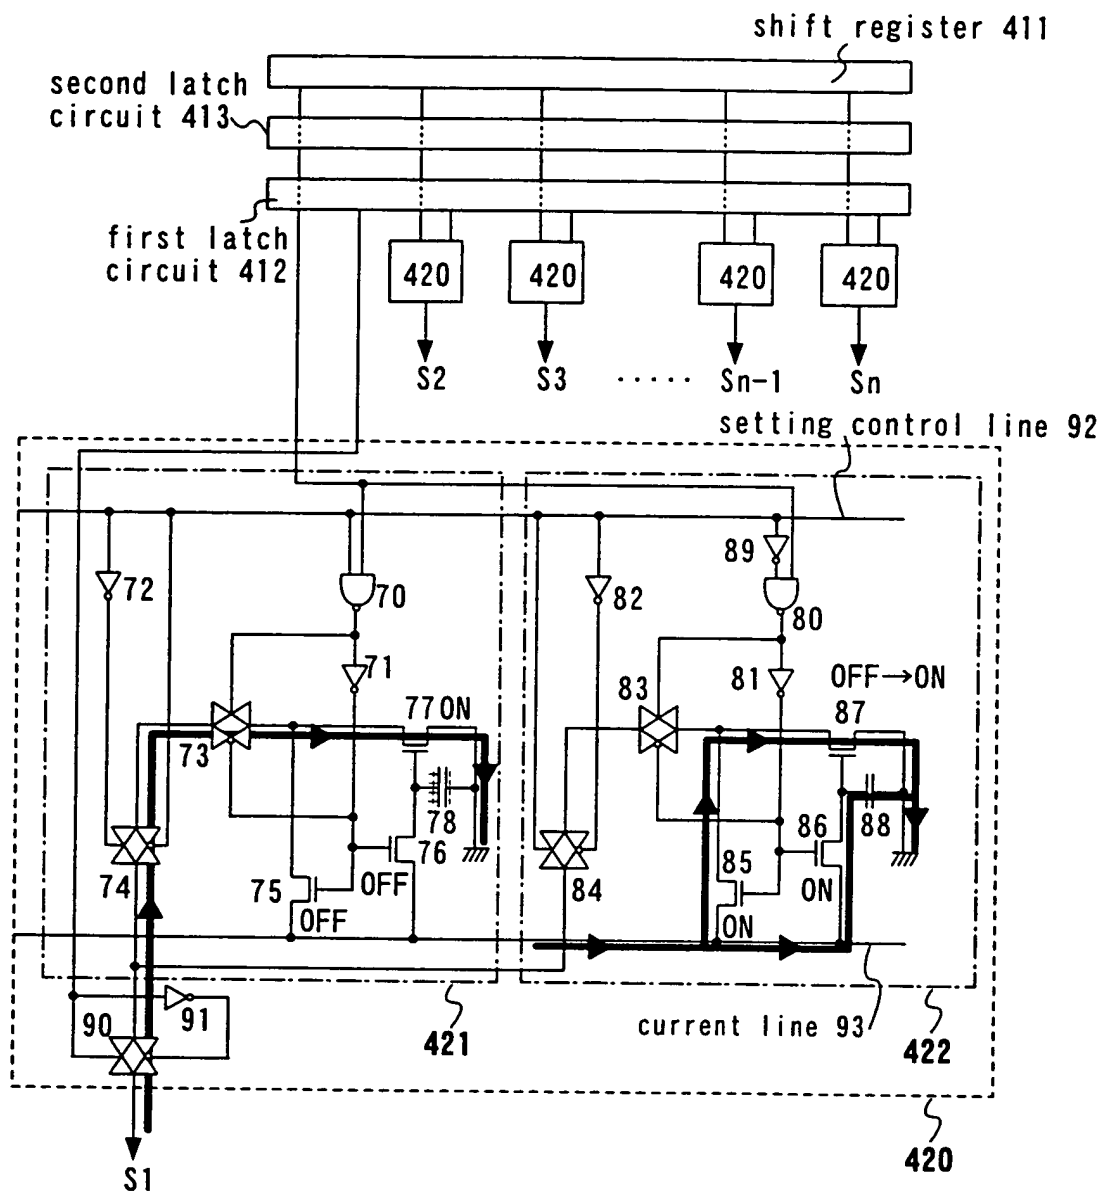 shift register 411
second latch
circuit 413
first latch
circuit 412
420 420 420 420
S2 S3 ..... Sn-1 Sn
setting control line 92
72 70 82 89 80
71 81 OFF→ON
73 77 ON 83 87
78 76 86 88
74 75 OFF 84 85 ON
OFF ON
90 91 421 current line 93 422
S1 420